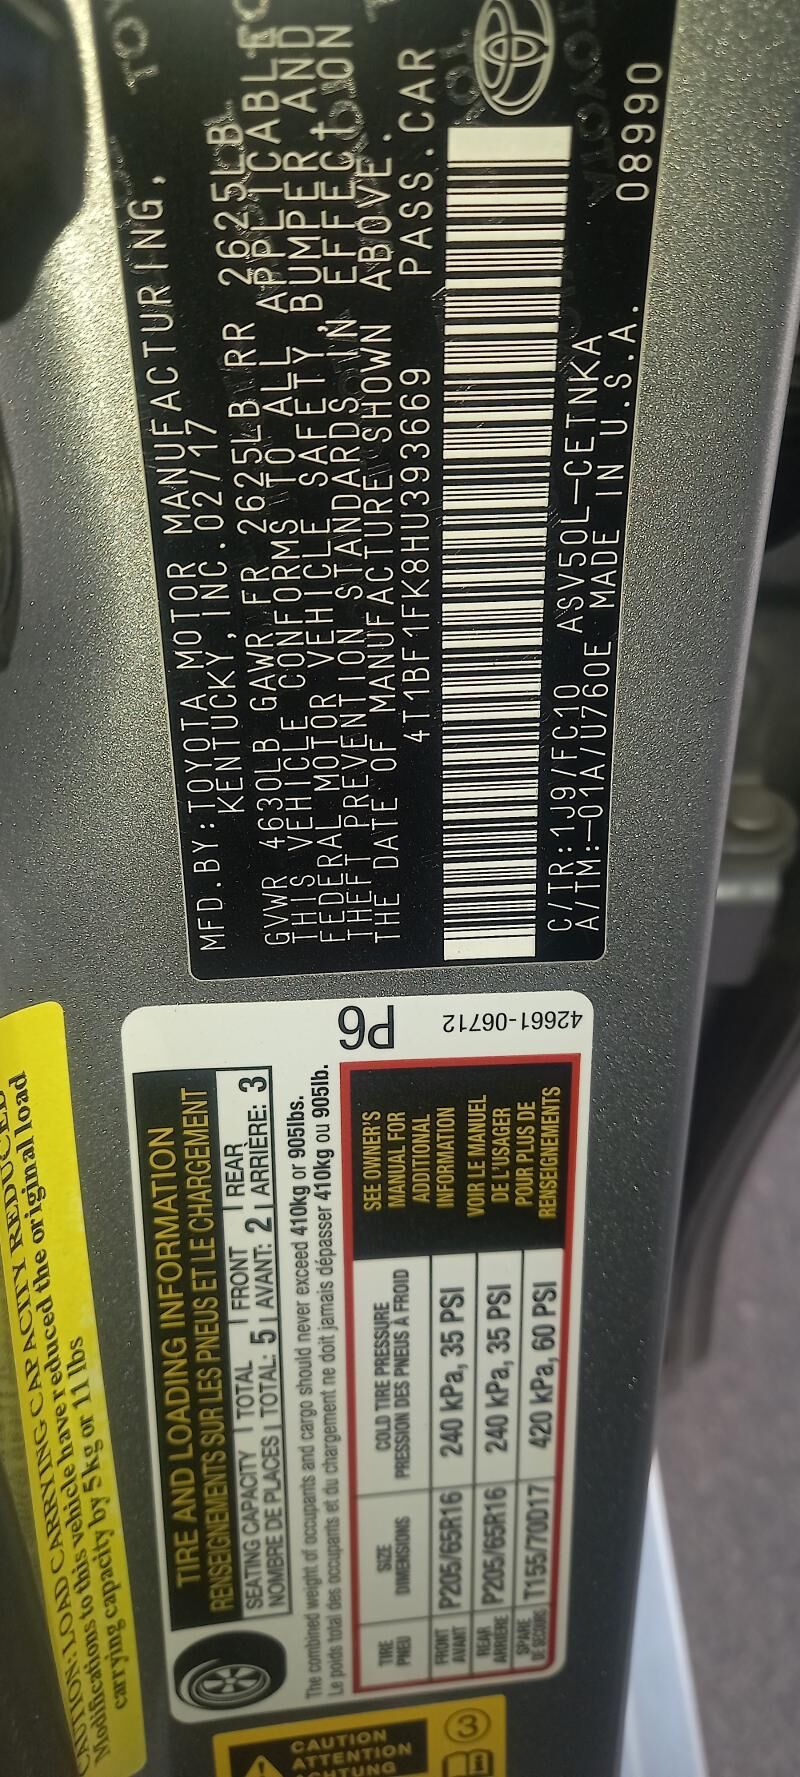 MFD.BY:TOYOTA MOTOR MANUFACTURING,
KENTUCKY, INC. 02/17
GVWR 4630LB GAWR FR 2625LB RR 2625LB
THIS VEHICLE CONFORMS TO ALL APPLICABLE
FEDERAL MOTOR VEHICLE SAFETY, BUMPER, AND
THEFT PREVENTION STANDARDS IN EFFECT ON
THE DATE OF MANUFACTURE SHOWN ABOVE.
4T1BF1FK8HU393669 PASS.CAR
C/TR:1J9/FC10 ASV50L-CETNKA 08990
A/TM:-01A/U760E MADE IN U.S.A.
TOYOTA
CAUTION: LOAD CARRYING CAPACITY REDUCED
Modifications to this vehicle have reduced the original load
carrying capacity by 5 kg or 11 lbs
TIRE AND LOADING INFORMATION
RENSEIGNEMENTS SUR LES PNEUS ET LE CHARGEMENT
SEATING CAPACITY TOTAL FRONT REAR
NOMBRE DE PLACES TOTAL: 5 AVANT: 2 ARRIÈRE: 3
The combined weight of occupants and cargo should never exceed 410kg or 905lbs.
Le poids total des occupants et du chargement ne doit jamais dépasser 410kg ou 905lb.
TIRE SIZE COLD TIRE PRESSURE
PNEU DIMENSIONS PRESSION DES PNEUS À FROID
FRONT AVANT P205/65R16 240 kPa, 35 PSI
REAR ARRIÈRE P205/65R16 240 kPa, 35 PSI
SPARE DE SECOURS T155/70D17 420 kPa, 60 PSI
SEE OWNER'S
MANUAL FOR
ADDITIONAL
INFORMATION
VOIR LE MANUEL
DE L'USAGER
POUR PLUS DE
RENSEIGNEMENTS
P6
42661-06712
CAUTION
ATTENTION
ACHTUNG
3